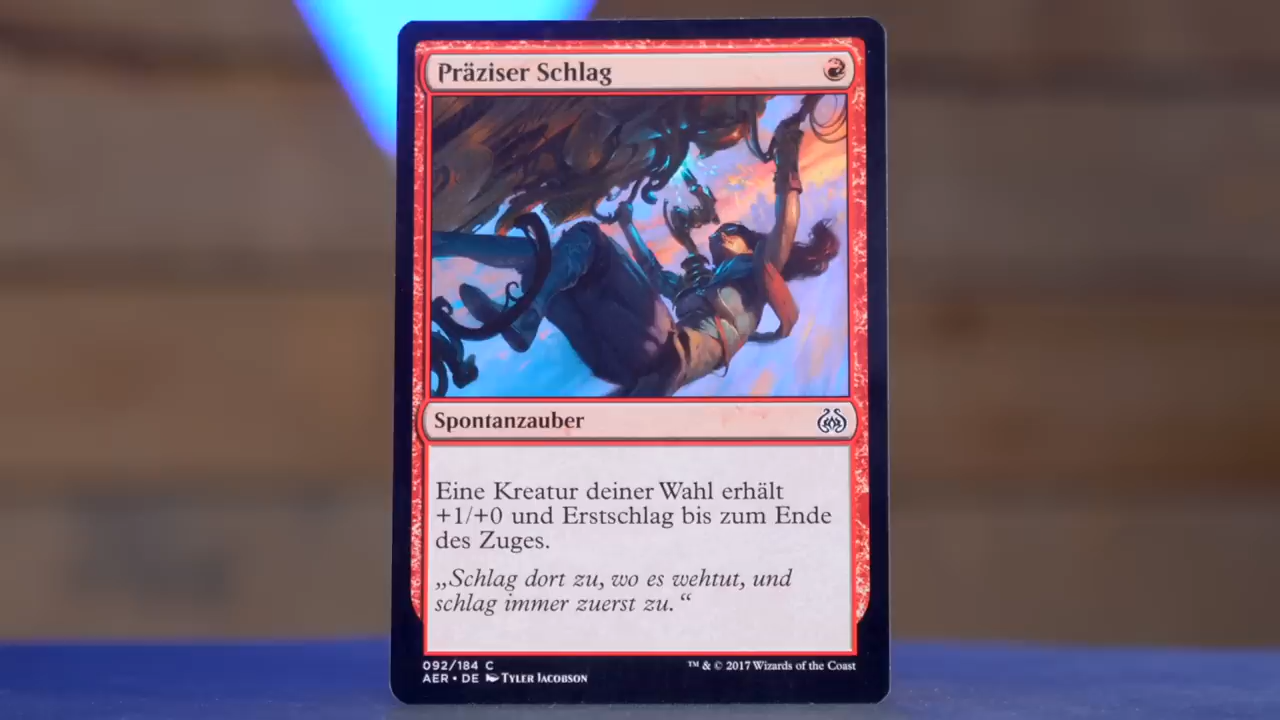 Präziser Schlag
Spontanzauber
Eine Kreatur deiner Wahl erhält
+1/+0 und Erstschlag bis zum Ende
des Zuges.
„Schlag dort zu, wo es wehtut, und
schlag immer zuerst zu.“
092/184 C
AER • DE Tyler Jacobson
™ & © 2017 Wizards of the Coast